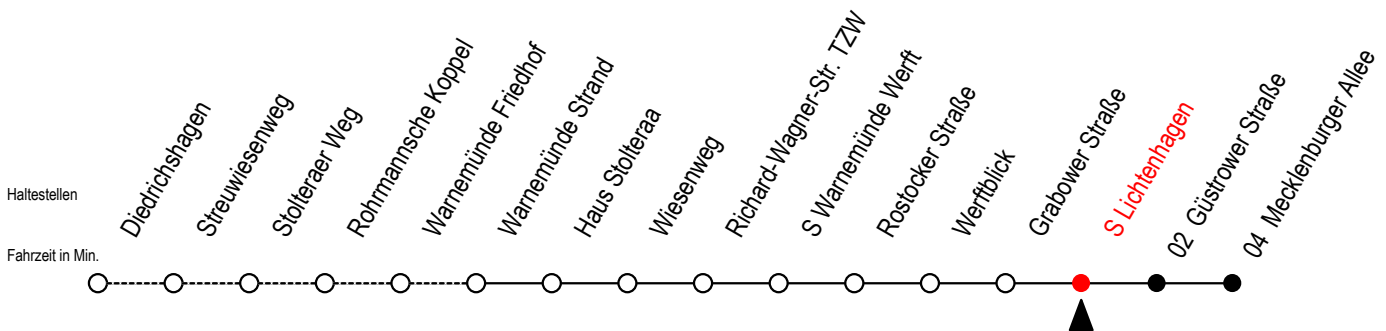 Haltestellen
Fahrzeit in Min.
Diedrichshagen
Streuwiesenweg
Stolteraer Weg
Rohrmannsche Koppel
Warnemünde Friedhof
Warnemünde Strand
Haus Stolteraa
Wiesenweg
Richard-Wagner-Str. TZW
S Warnemünde Werft
Rostocker Straße
Werftblick
Grabower Straße
S Lichtenhagen
02 Güstrower Straße
04 Mecklenburger Allee